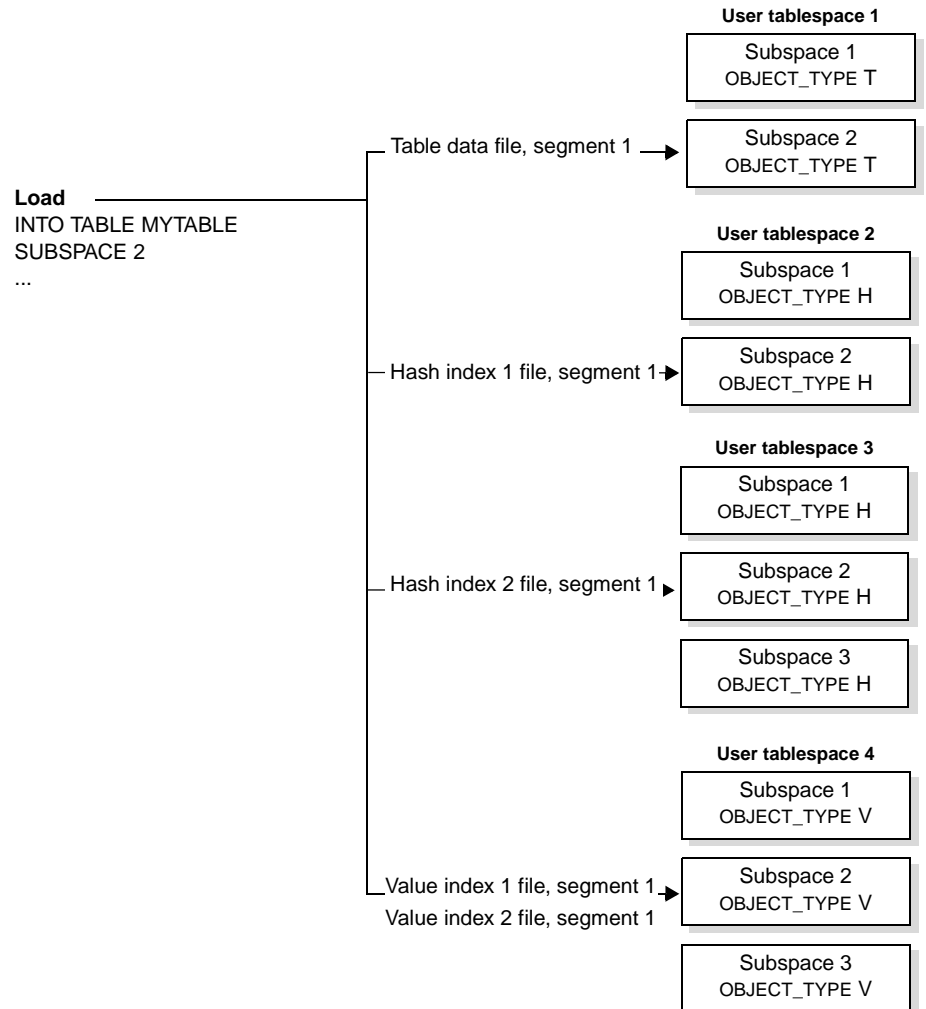 User tablespace 1
Subspace 1
OBJECT_TYPE T
Table data file, segment 1
Subspace 2
OBJECT_TYPE T
Load
INTO TABLE MYTABLE
SUBSPACE 2
...
User tablespace 2
Subspace 1
OBJECT_TYPE H
Hash index 1 file, segment 1
Subspace 2
OBJECT_TYPE H
User tablespace 3
Subspace 1
OBJECT_TYPE H
Hash index 2 file, segment 1
Subspace 2
OBJECT_TYPE H
Subspace 3
OBJECT_TYPE H
User tablespace 4
Subspace 1
OBJECT_TYPE V
Value index 1 file, segment 1
Value index 2 file, segment 1
Subspace 2
OBJECT_TYPE V
Subspace 3
OBJECT_TYPE V